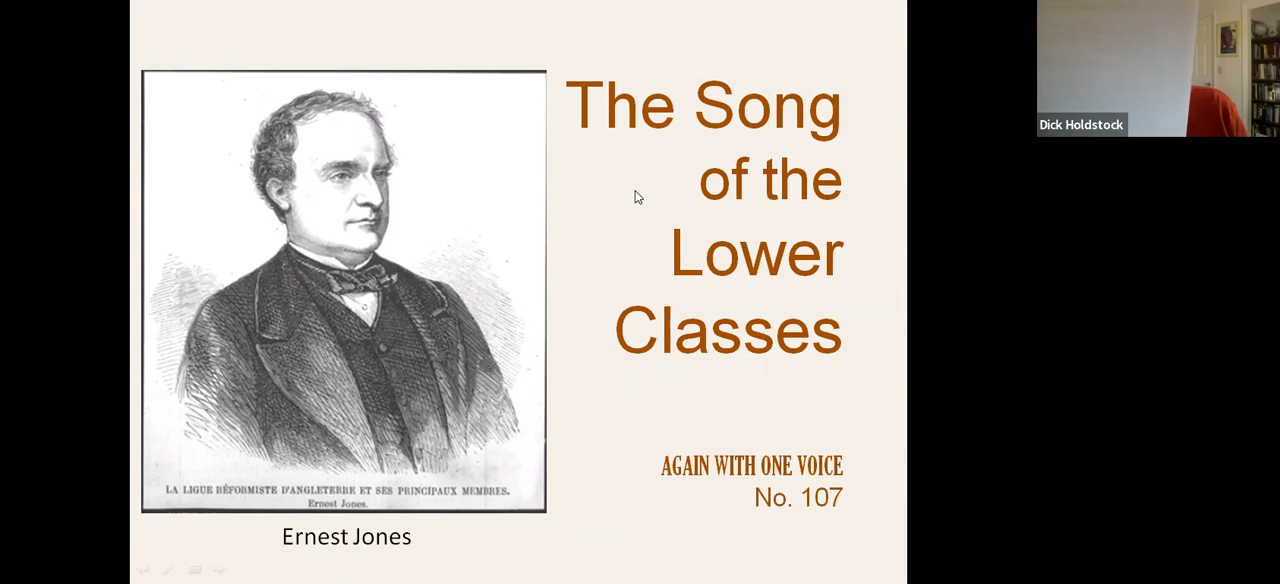 The Song
of the
Lower
Classes
AGAIN WITH ONE VOICE
No. 107
LA LIGUE RÉFORMISTE D'ANGLETERRE ET SES PRINCIPAUX MEMBRES.
Ernest Jones.
Ernest Jones
Dick Holdstock